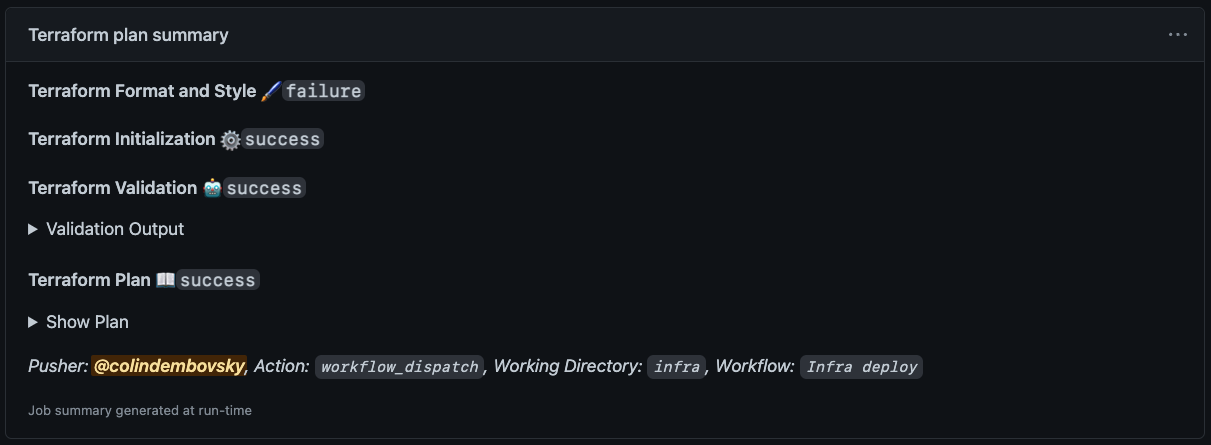 Terraform plan summary
Terraform Format and Style 🖌failure
Terraform Initialization ⚙️success
Terraform Validation 🤖success
Validation Output
Terraform Plan 📖success
Show Plan
Pusher: @colindembovsky, Action: workflow_dispatch, Working Directory: infra, Workflow: Infra deploy
Job summary generated at run-time